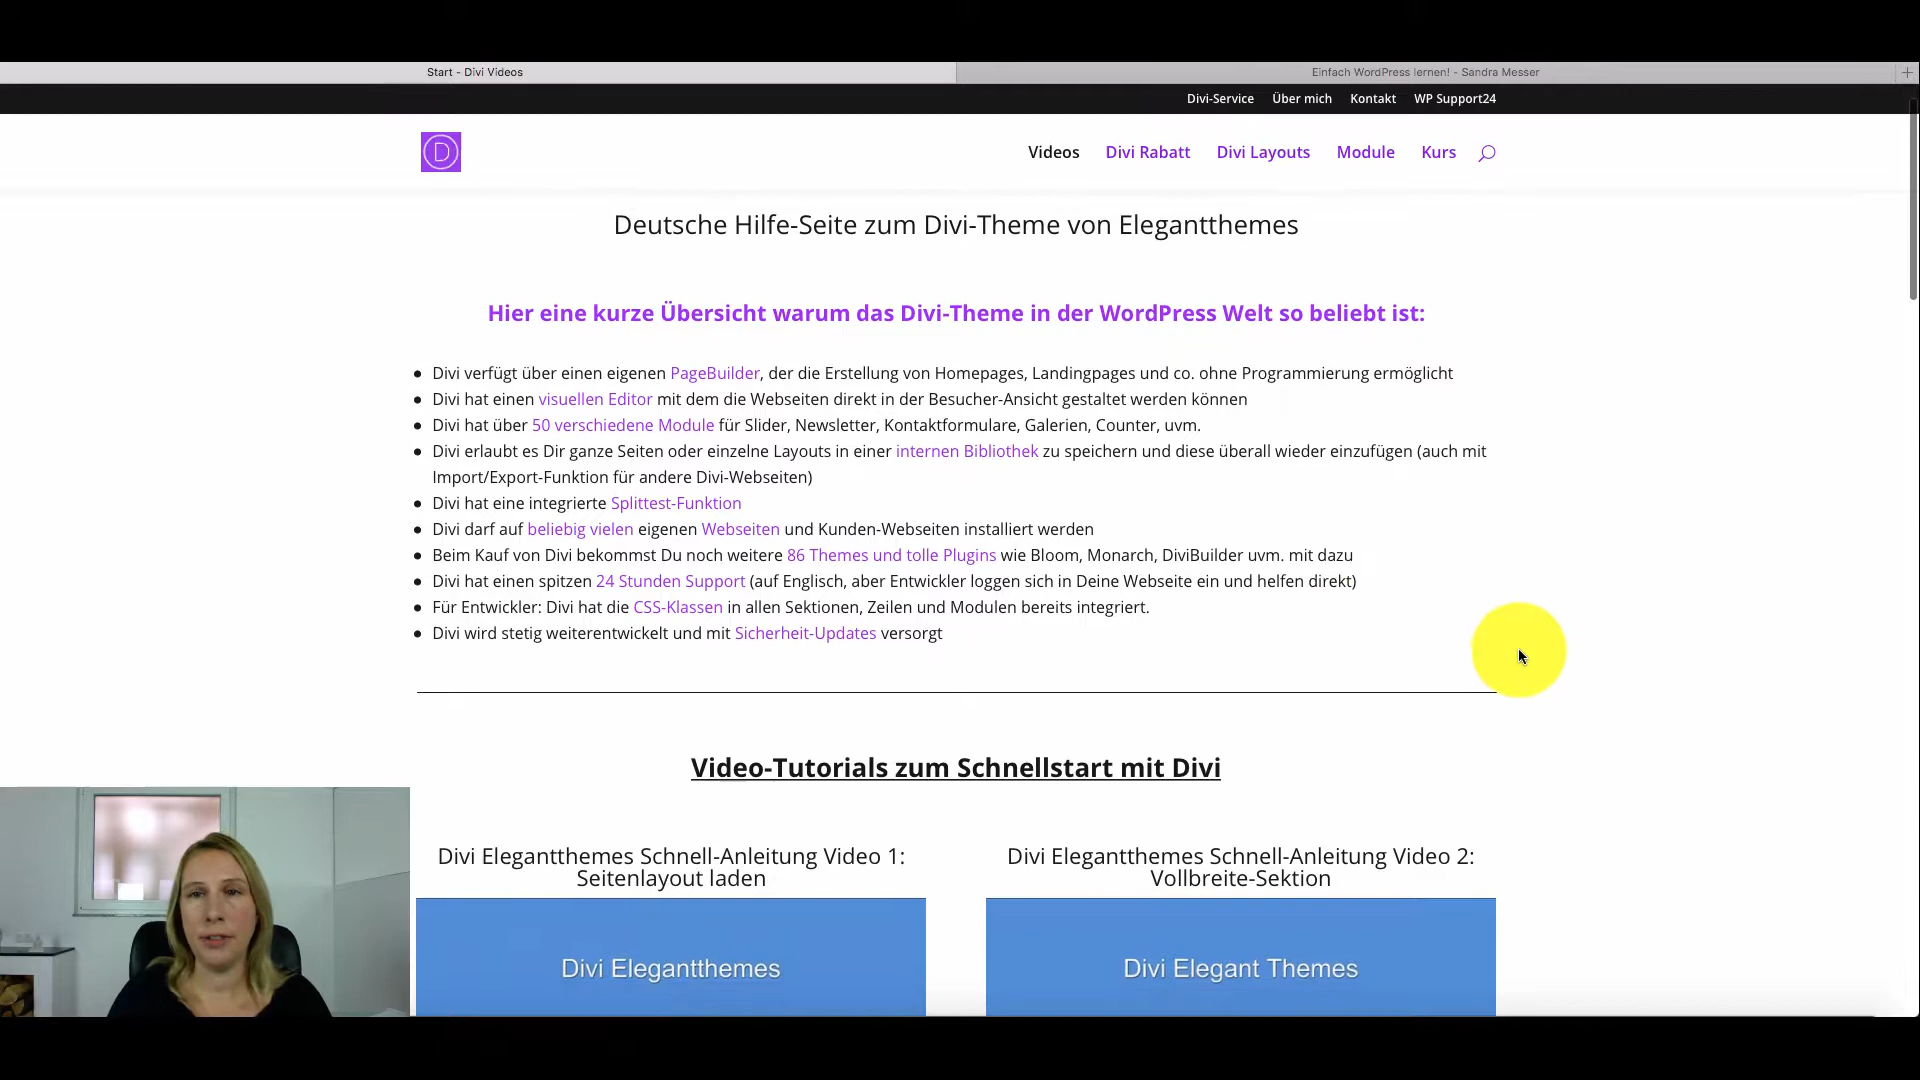 Start - Divi Videos
Einfach WordPress lernen! - Sandra Messer
Divi-Service Über mich Kontakt WP Support24
D
Videos Divi Rabatt Divi Layouts Module Kurs
Deutsche Hilfe-Seite zum Divi-Theme von Elegantthemes
Hier eine kurze Übersicht warum das Divi-Theme in der WordPress Welt so beliebt ist:
Divi verfügt über einen eigenen PageBuilder, der die Erstellung von Homepages, Landingpages und co. ohne Programmierung ermöglicht
Divi hat einen visuellen Editor mit dem die Webseiten direkt in der Besucher-Ansicht gestaltet werden können
Divi hat über 50 verschiedene Module für Slider, Newsletter, Kontaktformulare, Galerien, Counter, uvm.
Divi erlaubt es Dir ganze Seiten oder einzelne Layouts in einer internen Bibliothek zu speichern und diese überall wieder einzufügen (auch mit
Import/Export-Funktion für andere Divi-Webseiten)
Divi hat eine integrierte Splittest-Funktion
Divi darf auf beliebig vielen eigenen Webseiten und Kunden-Webseiten installiert werden
Beim Kauf von Divi bekommst Du noch weitere 86 Themes und tolle Plugins wie Bloom, Monarch, DiviBuilder uvm. mit dazu
Divi hat einen spitzen 24 Stunden Support (auf Englisch, aber Entwickler loggen sich in Deine Webseite ein und helfen direkt)
Für Entwickler: Divi hat die CSS-Klassen in allen Sektionen, Zeilen und Modulen bereits integriert.
Divi wird stetig weiterentwickelt und mit Sicherheit-Updates versorgt
Video-Tutorials zum Schnellstart mit Divi
Divi Elegantthemes Schnell-Anleitung Video 1:
Seitenlayout laden
Divi Elegantthemes Schnell-Anleitung Video 2:
Vollbreite-Sektion
Divi Elegantthemes
Divi Elegant Themes